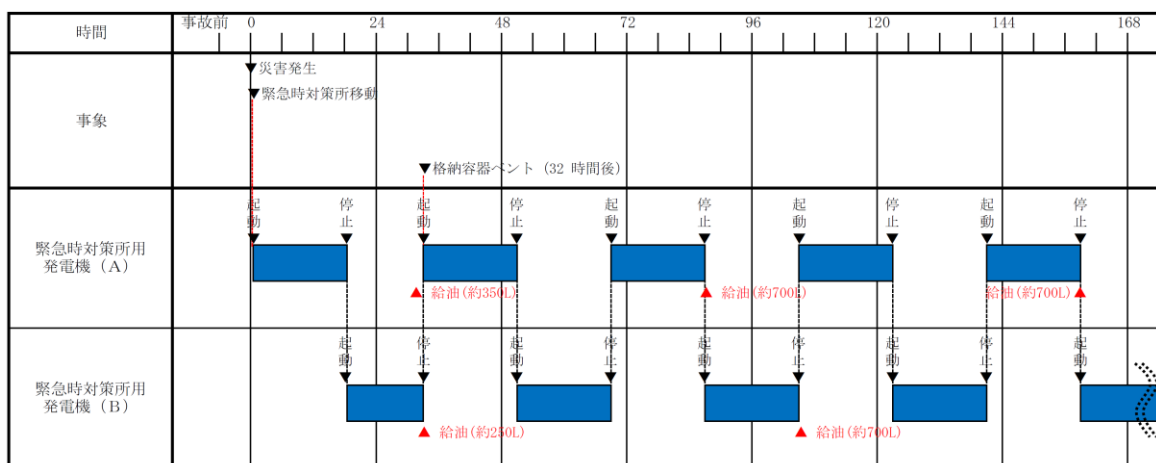 時間
事故前 0 24 48 72 96 120 144 168
事象
▼災害発生
▼緊急時対策所移動
▼格納容器ベント（32 時間後）
緊急時対策所用
発電機（A）
起動 停止 起動 停止 起動 停止 起動 停止 起動 停止
▲ 給油(約350L) ▲ 給油(約700L) 給油(約700L) ▲
緊急時対策所用
発電機（B）
起動 停止 起動 停止 起動 停止 起動 停止 起動
▲ 給油(約250L) ▲ 給油(約700L)